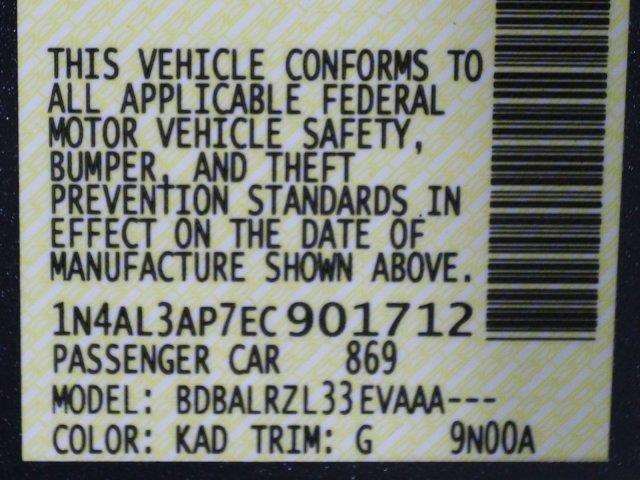 THIS VEHICLE CONFORMS TO
ALL APPLICABLE FEDERAL
MOTOR VEHICLE SAFETY,
BUMPER, AND THEFT
PREVENTION STANDARDS IN
EFFECT ON THE DATE OF
MANUFACTURE SHOWN ABOVE.
1N4AL3AP7EC901712
PASSENGER CAR 869
MODEL: BDBALRZL33EVAAA---
COLOR: KAD TRIM: G 9N00A